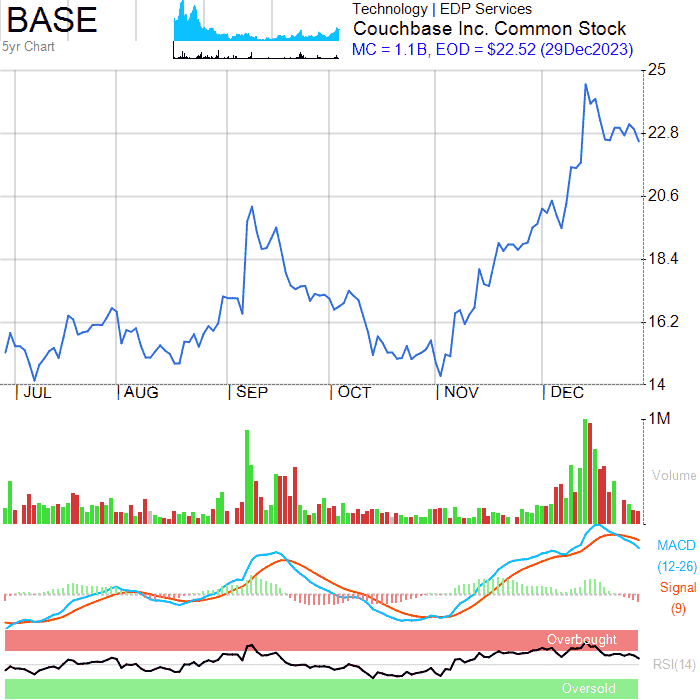 BASE
5yr Chart
Technology | EDP Services
Couchbase Inc. Common Stock
MC = 1.1B, EOD = $22.52 (29Dec2023)
25
22.8
20.6
18.4
16.2
14
| JUL |AUG |SEP |OCT |NOV |DEC
1M
Volume
MACD
(12-26)
Signal
(9)
Overbought
RSI(14)
Oversold